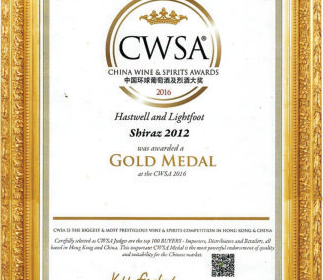 CWSA®
CHINA WINE & SPIRITS AWARDS
中国环球葡萄酒及烈酒大奖
2016
Hastwell and Lightfoot
Shiraz 2012
was awarded a
GOLD MEDAL
at the CWSA 2016
CWSA IS THE BIGGEST & MOST PRESTIGIOUS WINE & SPIRITS COMPETITION IN HONG KONG & CHINA
Carefully selected as CWSA Judges are the top 100 BUYERS - Importers, Distributors and Retailers, all
based in Hong Kong and China. This important CWSA Medal is the most powerful endorsement of quality
and suitability for the Chinese market.